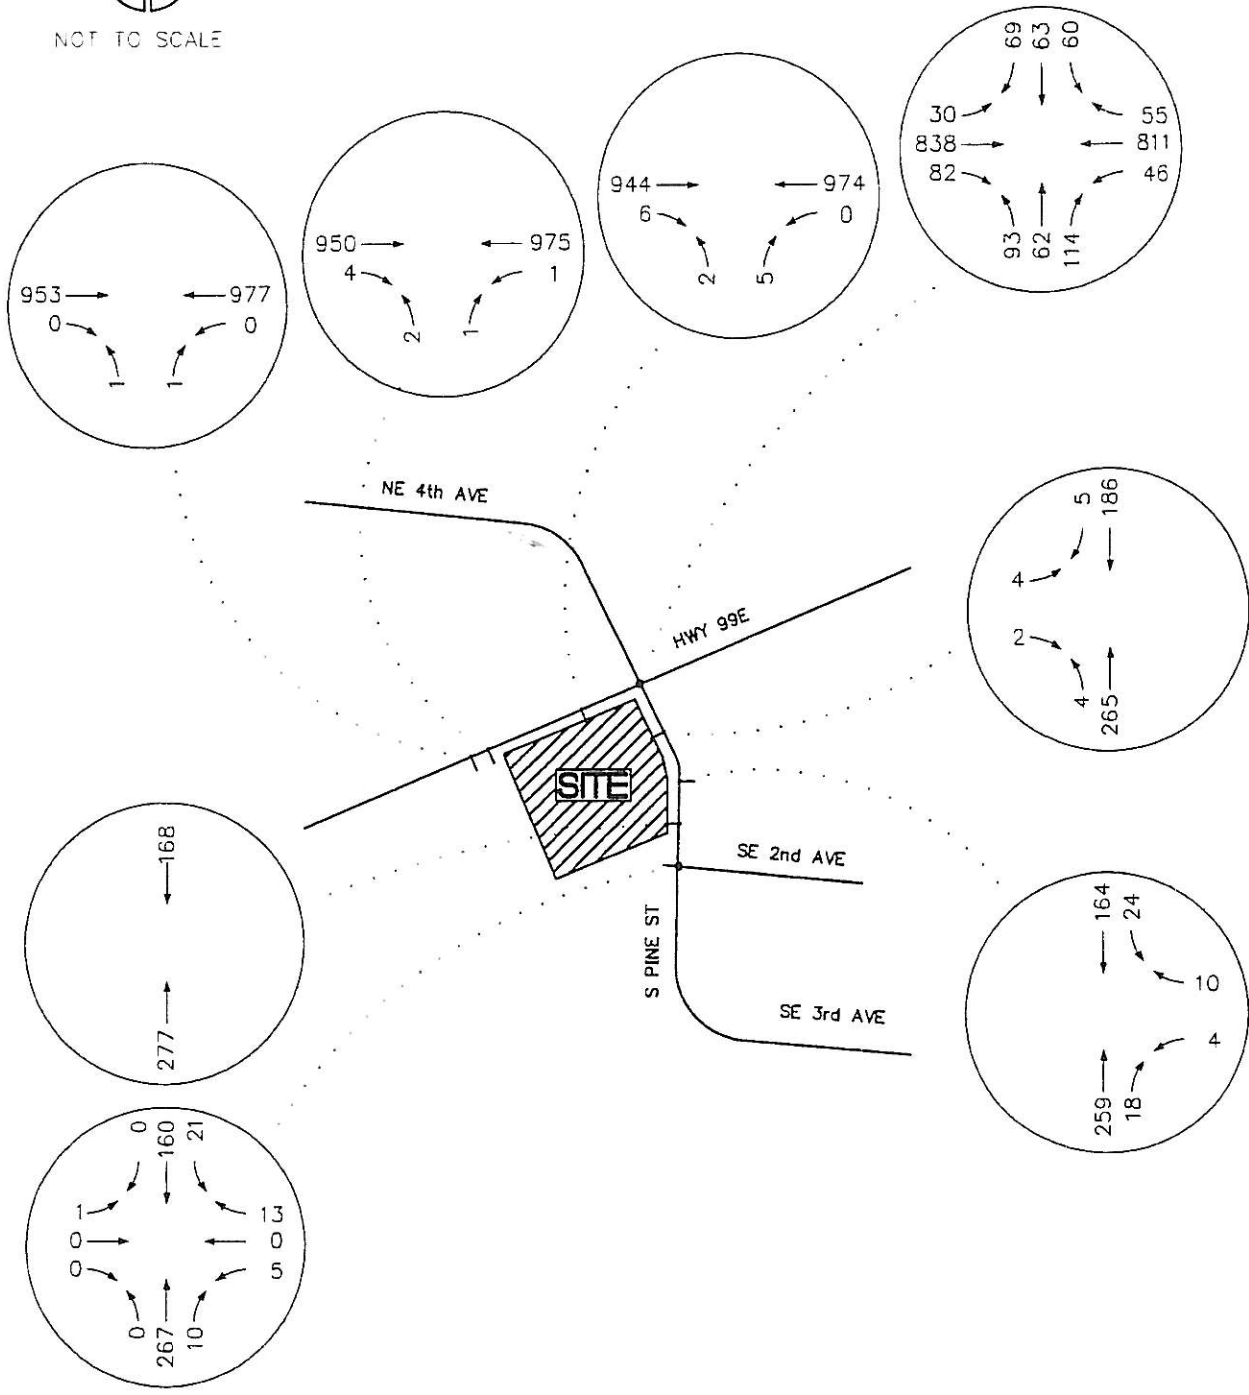 NOT TO SCALE
69 63 60
30 55
838 811
82 46
93 62 114
944 974
6 0
2 5
950 975
4 1
2 1
953 977
0 0
1 1
NE 4th AVE
HWY 99E
5 186
4
2
4 265
SITE
SE 2nd AVE
S PINE ST
SE 3rd AVE
168
277
164 24
10
4
259 18
0 160 21
1 13
0 0
0 5
0 267 10